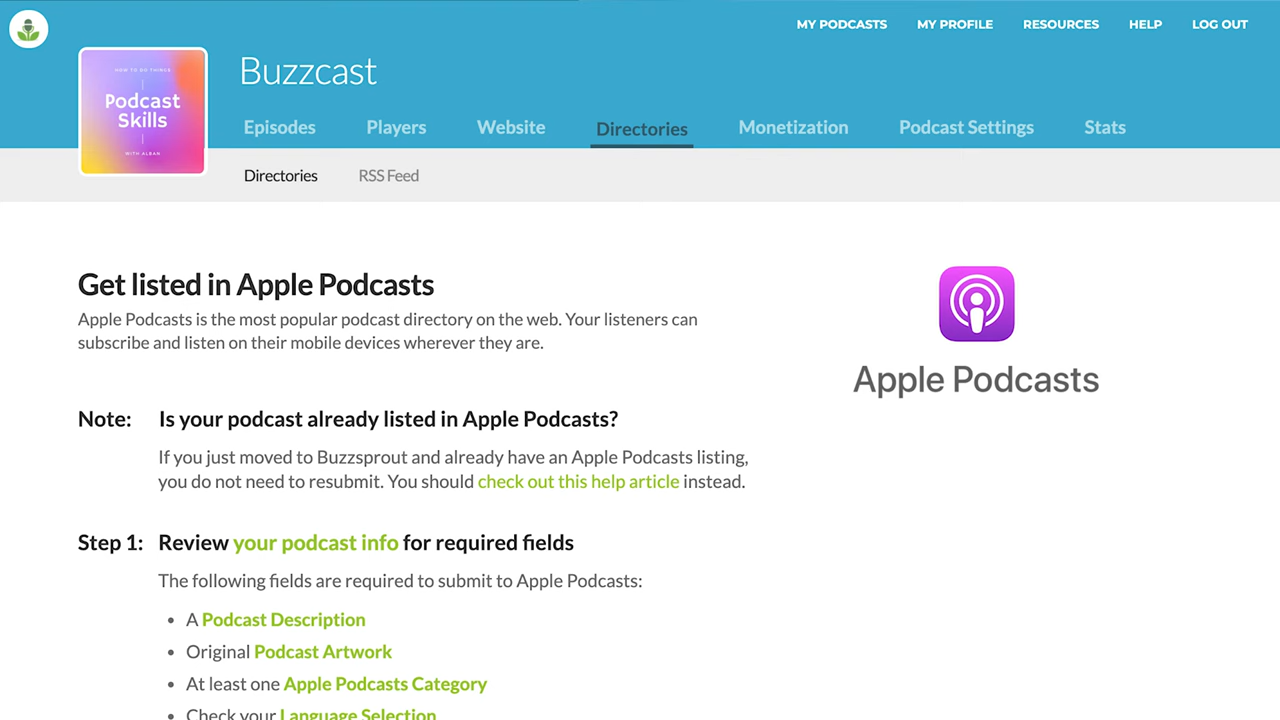 MY PODCASTS MY PROFILE RESOURCES HELP LOG OUT
Buzzcast
HOW TO DO THINGS
Podcast
Skills
WITH ALBAN
Episodes Players Website Directories Monetization Podcast Settings Stats
Directories RSS Feed
Get listed in Apple Podcasts
Apple Podcasts is the most popular podcast directory on the web. Your listeners can
subscribe and listen on their mobile devices wherever they are.
Apple Podcasts
Note: Is your podcast already listed in Apple Podcasts?
If you just moved to Buzzsprout and already have an Apple Podcasts listing,
you do not need to resubmit. You should check out this help article instead.
Step 1: Review your podcast info for required fields
The following fields are required to submit to Apple Podcasts:
• A Podcast Description
• Original Podcast Artwork
• At least one Apple Podcasts Category
• Check your Language Selection